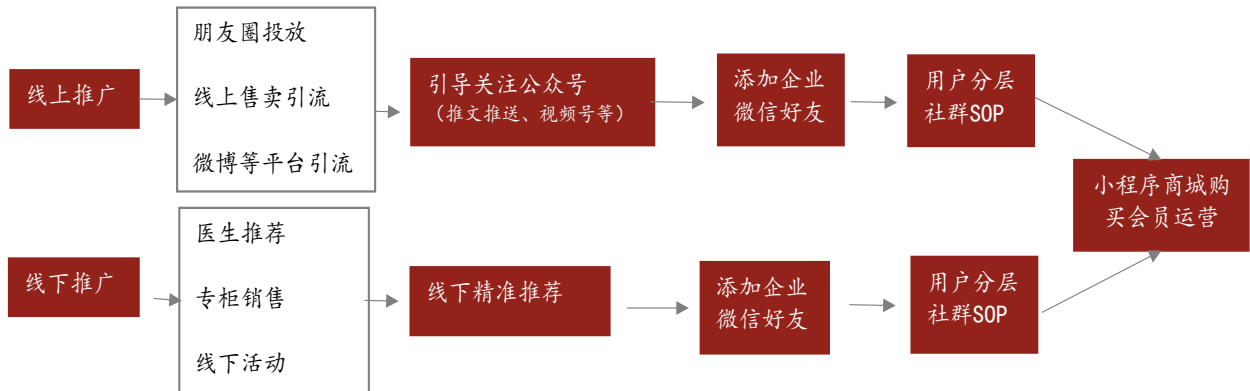 线上推广
朋友圈投放
线上售卖引流
微博等平台引流
引导关注公众号
（推文推送、视频号等）
添加企业
微信好友
用户分层
社群SOP
小程序商城购
买会员运营
线下推广
医生推荐
专柜销售
线下活动
线下精准推荐
添加企业
微信好友
用户分层
社群SOP